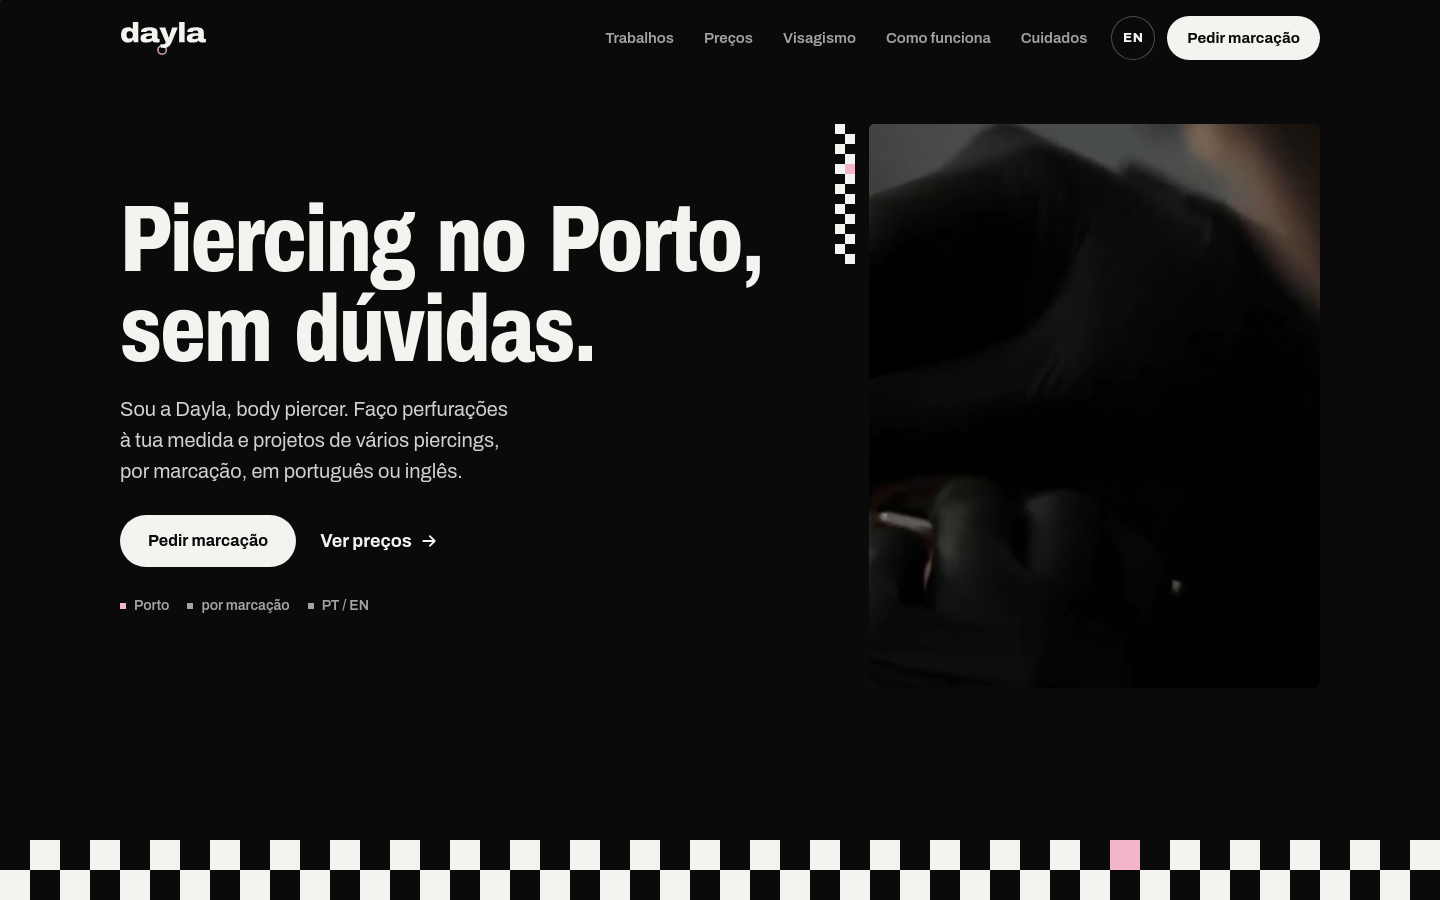 dayla
Trabalhos
Preços
Visagismo
Como funciona
Cuidados
EN
Pedir marcação
Piercing no Porto,
sem dúvidas.
Sou a Dayla, body piercer. Faço perfurações
à tua medida e projetos de vários piercings,
por marcação, em português ou inglês.
Pedir marcação
Ver preços →
Porto
por marcação
PT / EN